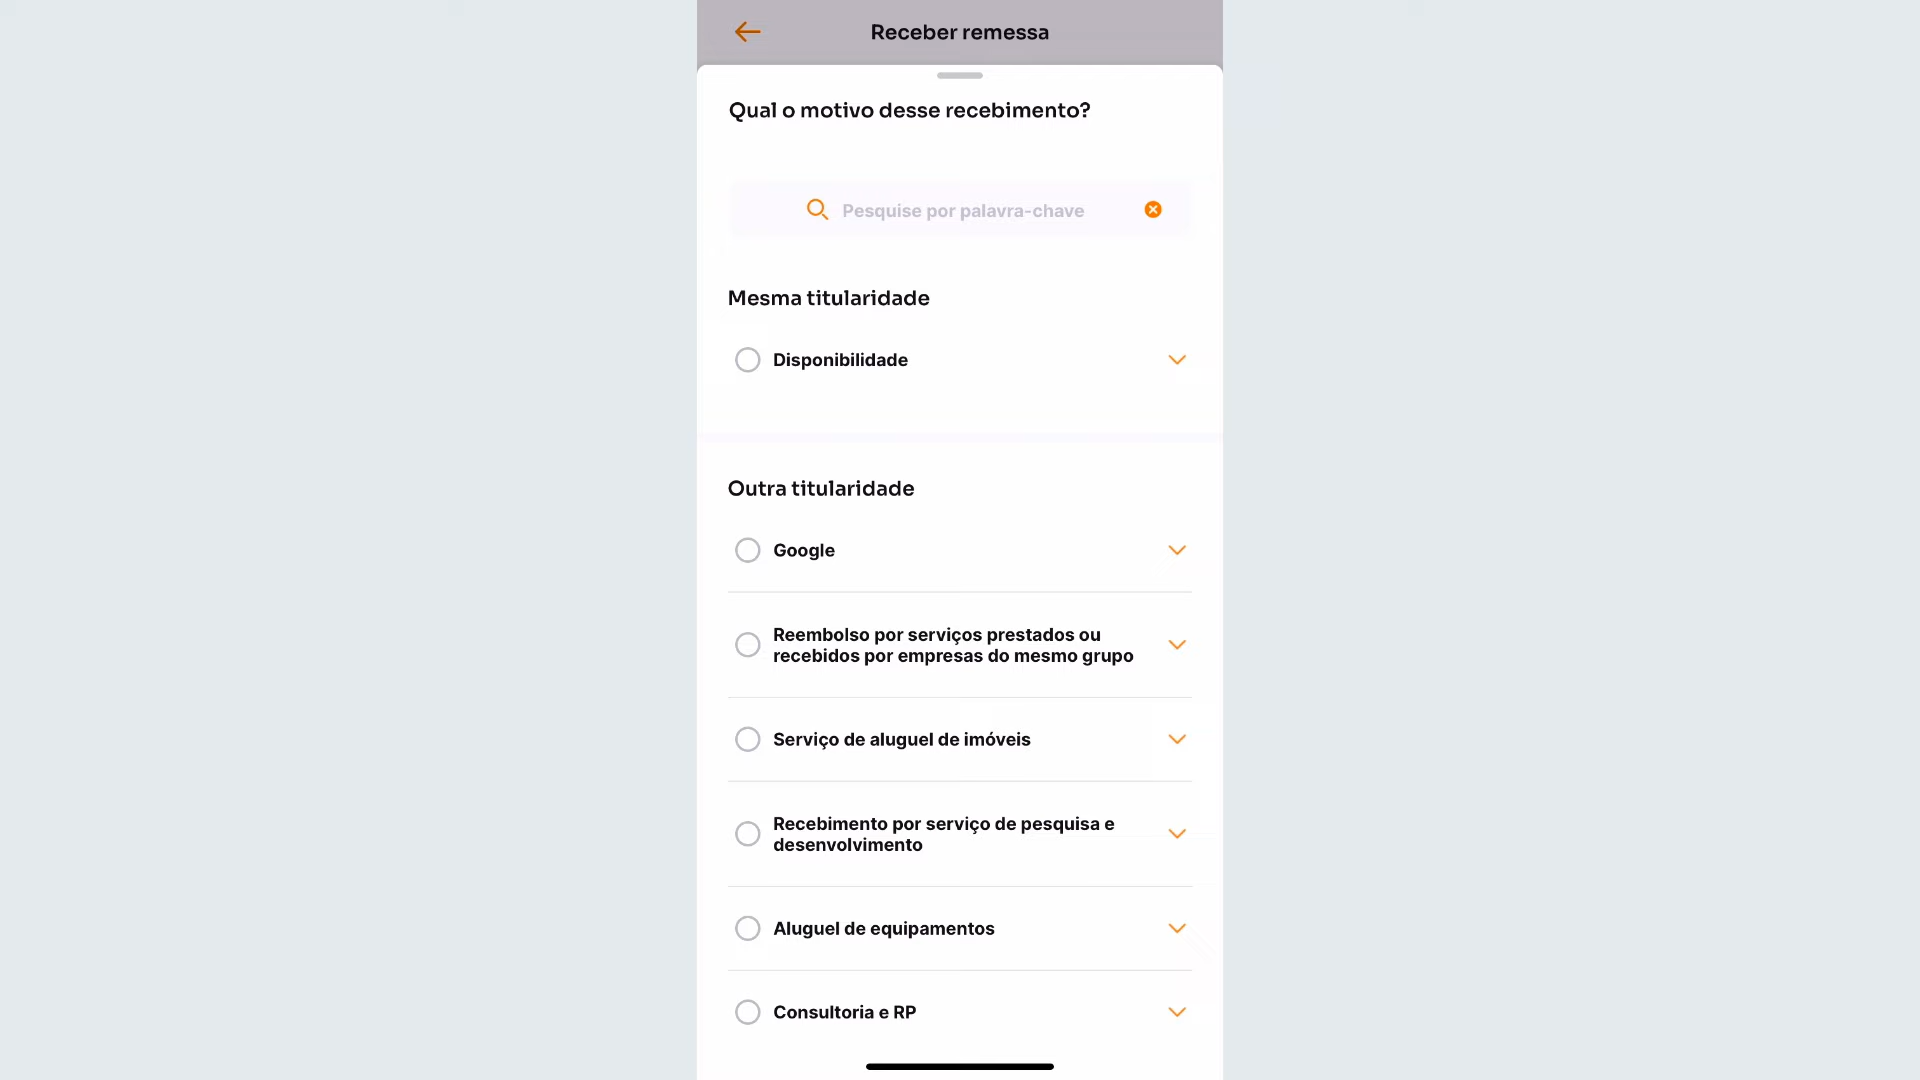 Receber remessa
Qual o motivo desse recebimento?
Pesquise por palavra-chave
Mesma titularidade
Disponibilidade
Outra titularidade
Google
Reembolso por serviços prestados ou
recebidos por empresas do mesmo grupo
Serviço de aluguel de imóveis
Recebimento por serviço de pesquisa e
desenvolvimento
Aluguel de equipamentos
Consultoria e RP